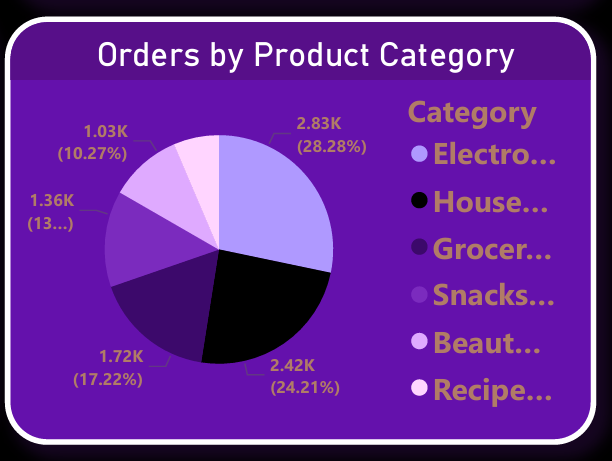 Orders by Product Category
Category
Electro...
House...
Grocer...
Snacks...
Beaut...
Recipe...
2.83K
(28.28%)
2.42K
(24.21%)
1.72K
(17.22%)
1.36K
(13...)
1.03K
(10.27%)